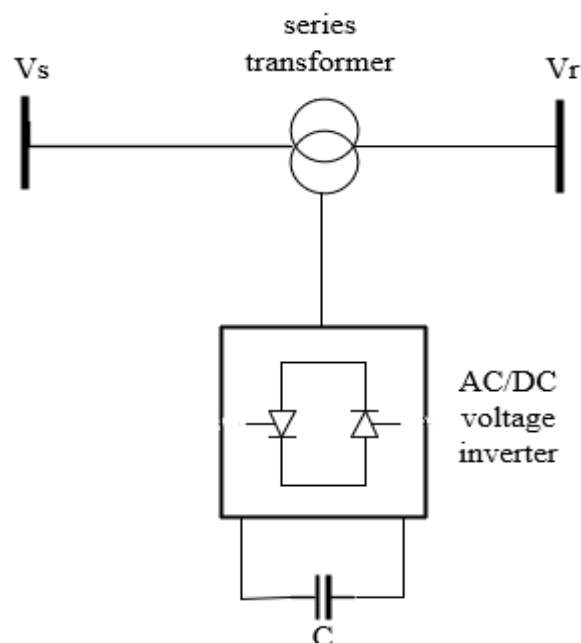 series
transformer
Vs
Vr
AC/DC
voltage
inverter
C